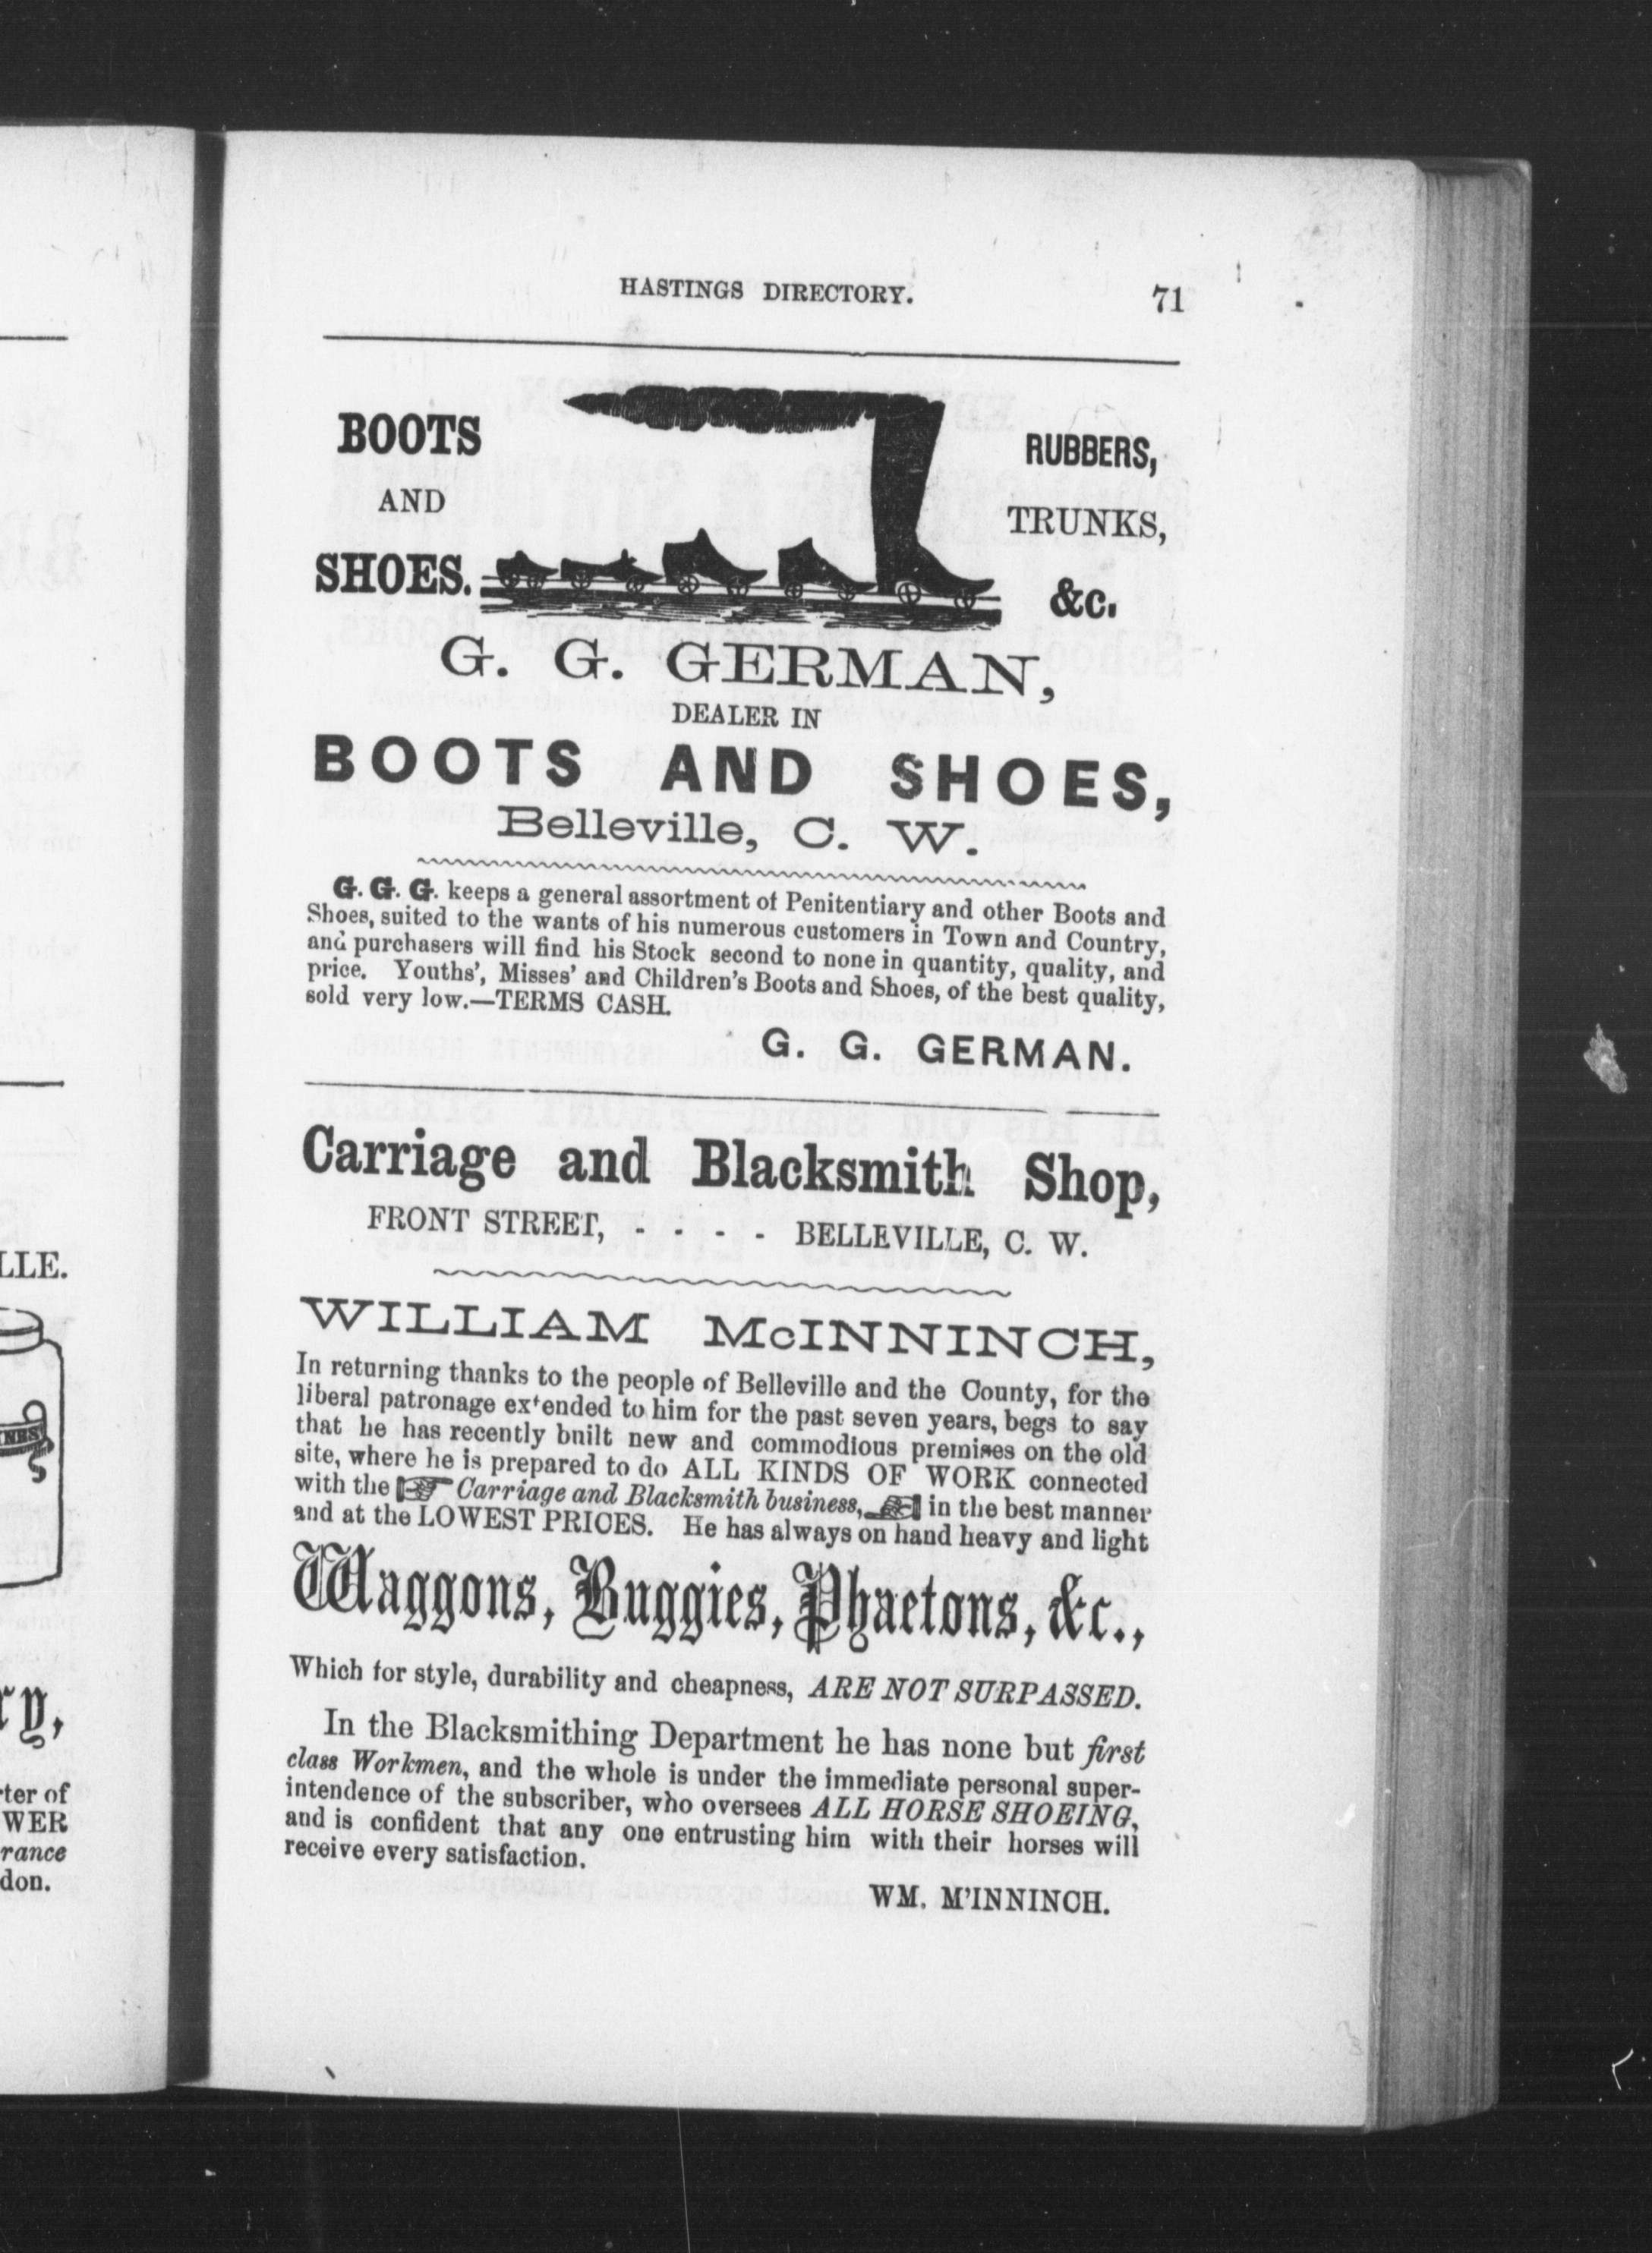 HASTINGS DIRECTORY. 71
BOOTS
AND
SHOES.
RUBBERS,
TRUNKS,
&c.
G. G. GERMAN,
DEALER IN
BOOTS AND SHOES,
Belleville, C. W.
G. G. G. keeps a general assortment of Penitentiary and other Boots and
Shoes, suited to the wants of his numerous customers in Town and Country,
and purchasers will find his Stock second to none in quantity, quality, and
price. Youths', Misses' and Children's Boots and Shoes, of the best quality,
sold very low.—TERMS CASH.
G. G. GERMAN.
Carriage and Blacksmith Shop,
FRONT STREET, - - - - BELLEVILLE, C. W.
WILLIAM McINNINCH,
In returning thanks to the people of Belleville and the County, for the
liberal patronage extended to him for the past seven years, begs to say
that he has recently built new and commodious premises on the old
site, where he is prepared to do ALL KINDS OF WORK connected
with the ☞ Carriage and Blacksmith business, ☜ in the best manner
and at the LOWEST PRICES. He has always on hand heavy and light
Waggons, Buggies, Phaetons, &c.,
Which for style, durability and cheapness, ARE NOT SURPASSED.
In the Blacksmithing Department he has none but first
class Workmen, and the whole is under the immediate personal super-
intendence of the subscriber, who oversees ALL HORSE SHOEING,
and is confident that any one entrusting him with their horses will
receive every satisfaction.
WM. M'INNINCH.
LLE.
ry,
rter of
WER
rance
don.